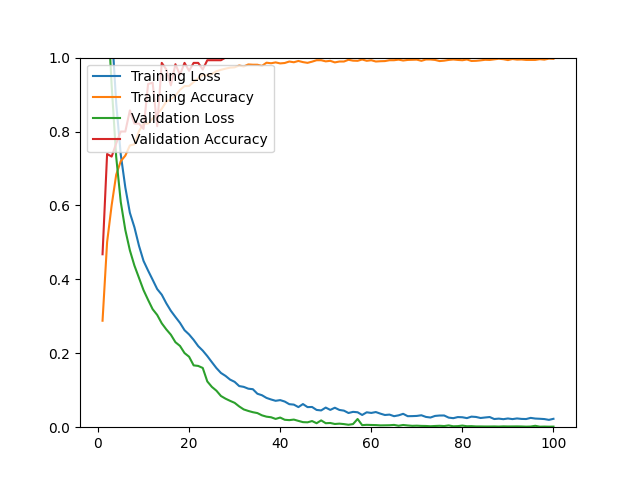 1.0
0.8
0.6
0.4
0.2
0.0
Training Loss
Training Accuracy
Validation Loss
Validation Accuracy
0 20 40 60 80 100